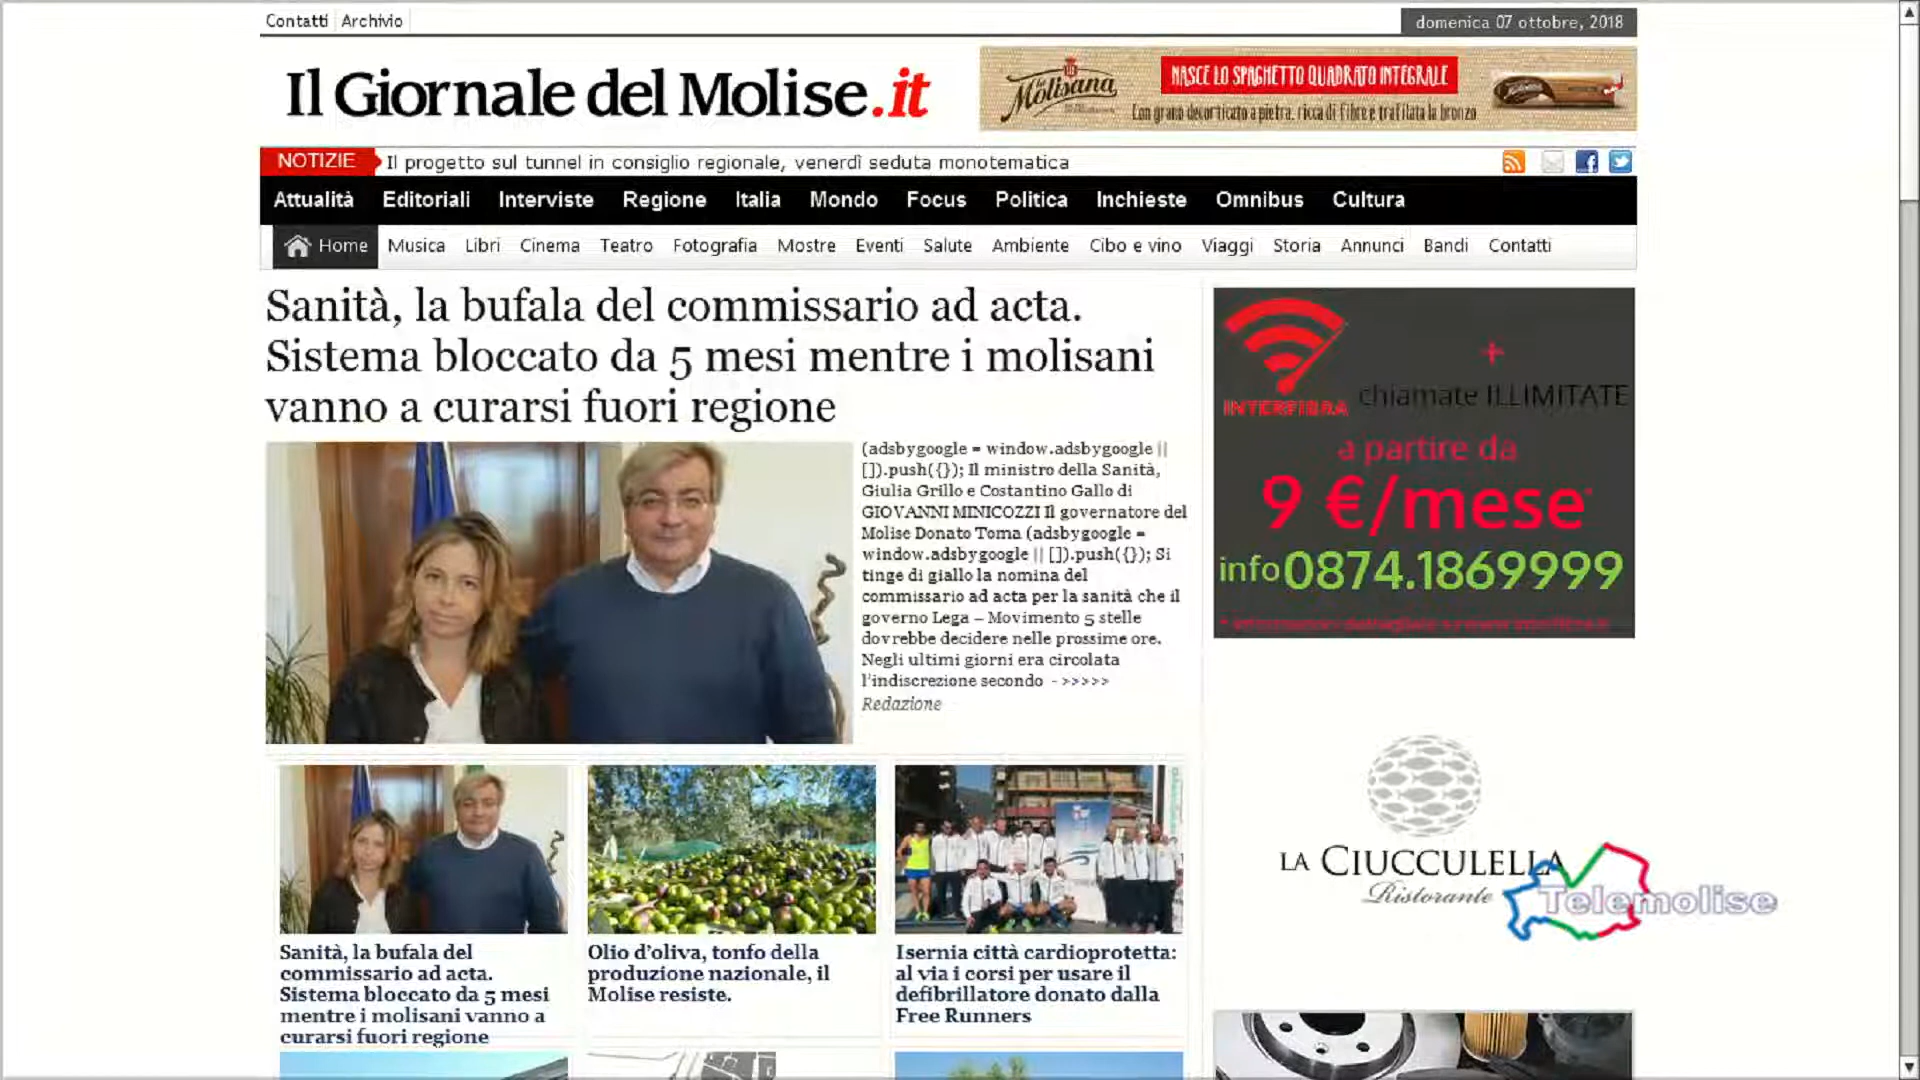 Contatti Archivio
domenica 07 ottobre, 2018
Il Giornale del Molise.it
la Molisana
NASCE LO SPAGHETTO QUADRATO INTEGRALE
Con grano decorticato a pietra, ricca di fibre e trafilata la bronzo
NOTIZIE Il progetto sul tunnel in consiglio regionale, venerdì seduta monotematica
Attualità Editoriali Interviste Regione Italia Mondo Focus Politica Inchieste Omnibus Cultura
Home Musica Libri Cinema Teatro Fotografia Mostre Eventi Salute Ambiente Cibo e vino Viaggi Storia Annunci Bandi Contatti
Sanità, la bufala del commissario ad acta.
Sistema bloccato da 5 mesi mentre i molisani
vanno a curarsi fuori regione
(adsbygoogle = window.adsbygoogle ||
[]).push({}); Il ministro della Sanità,
Giulia Grillo e Costantino Gallo di
GIOVANNI MINICOZZI Il governatore del
Molise Donato Toma (adsbygoogle =
window.adsbygoogle || []).push({}); Si
tinge di giallo la nomina del
commissario ad acta per la sanità che il
governo Lega – Movimento 5 stelle
dovrebbe decidere nelle prossime ore.
Negli ultimi giorni era circolata
l'indiscrezione secondo - >>>>>
Redazione
+
INTERFIBRA chiamate ILLIMITATE
a partire da
9 €/mese*
info 0874.1869999
LA CIUCCULELLA
Ristorante
Telemolise
Sanità, la bufala del
commissario ad acta.
Sistema bloccato da 5 mesi
mentre i molisani vanno a
curarsi fuori regione
Olio d'oliva, tonfo della
produzione nazionale, il
Molise resiste.
Isernia città cardioprotetta:
al via i corsi per usare il
defibrillatore donato dalla
Free Runners